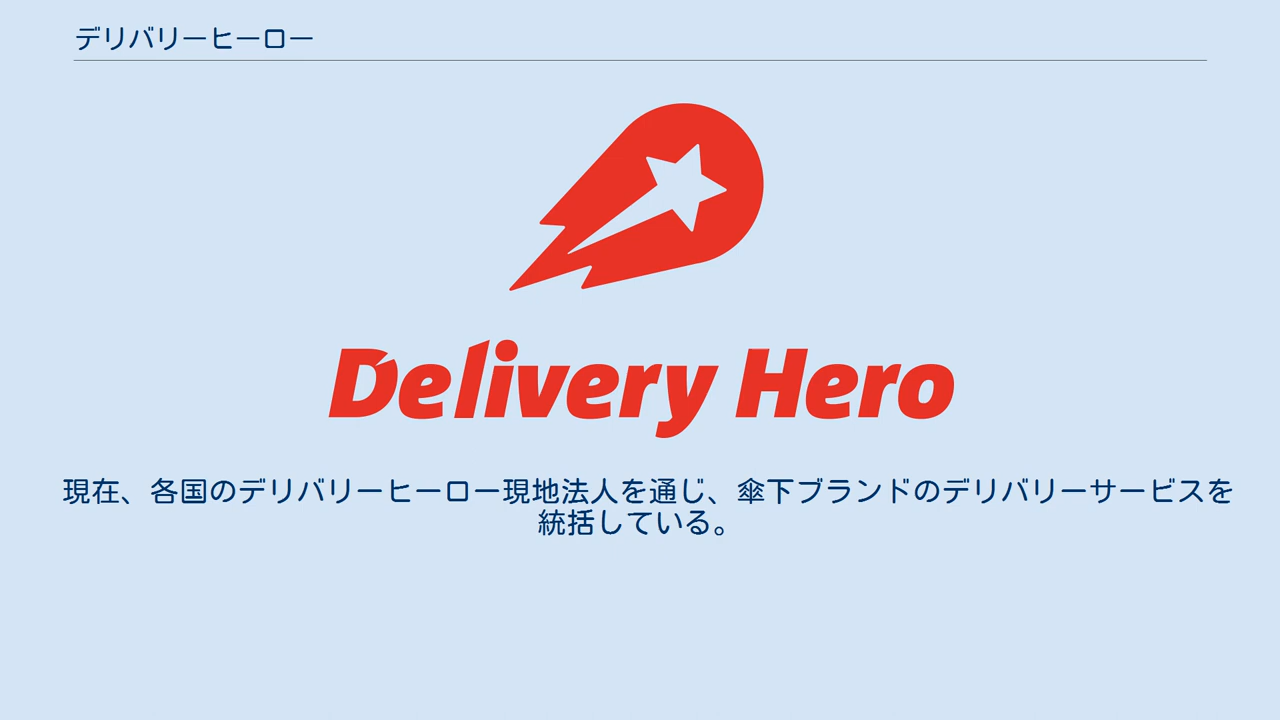 デリバリーヒーロー
Delivery Hero
現在、各国のデリバリーヒーロー現地法人を通じ、傘下ブランドのデリバリーサービスを
統括している。